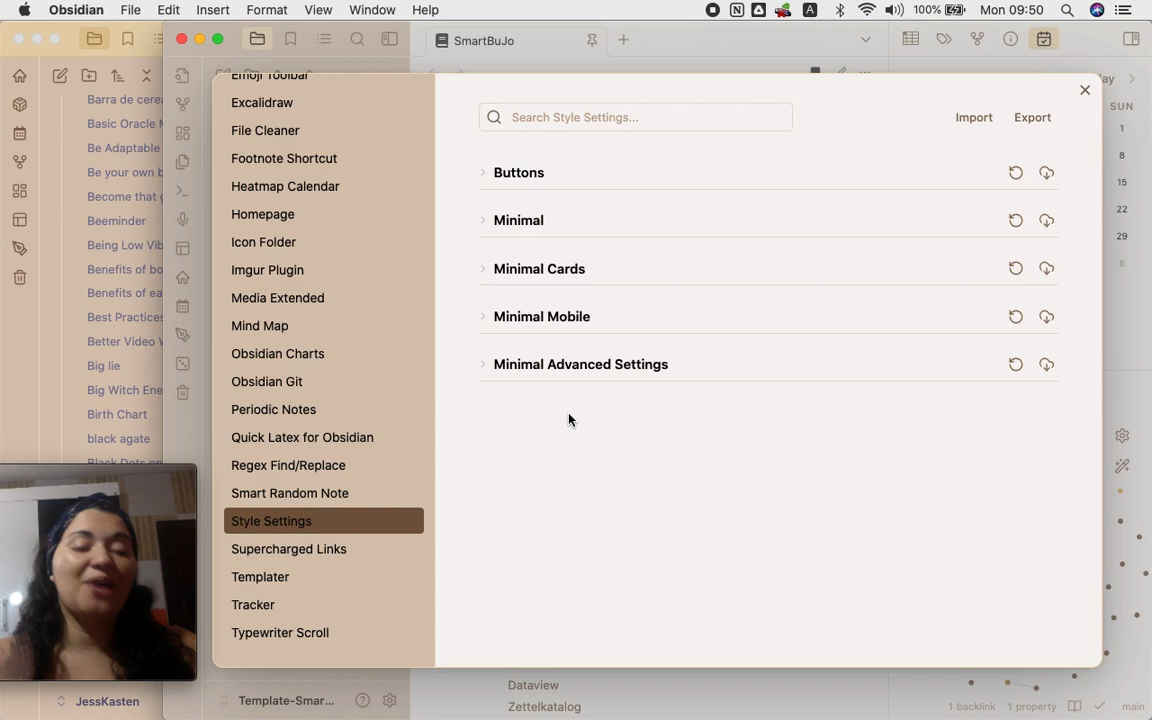 Obsidian File Edit Insert Format View Window Help
A 100% Mon 09:50
SmartBuJo
Barra de cerea
Basic Oracle M
Be Adaptable
Be your own b
Become that g
Beeminder
Being Low Vib
Benefits of bo
Benefits of ea
Best Practices
Better Video W
Big lie
Big Witch Ene
Birth Chart
black agate
JessKasten
Template-Smar...
Emoji Toolbar
Excalidraw
File Cleaner
Footnote Shortcut
Heatmap Calendar
Homepage
Icon Folder
Imgur Plugin
Media Extended
Mind Map
Obsidian Charts
Obsidian Git
Periodic Notes
Quick Latex for Obsidian
Regex Find/Replace
Smart Random Note
Style Settings
Supercharged Links
Templater
Tracker
Typewriter Scroll
Search Style Settings...
Import Export
Buttons
Minimal
Minimal Cards
Minimal Mobile
Minimal Advanced Settings
Dataview
Zettelkatalog
ay
SUN
1
8
15
22
29
6
1 backlink 1 property main